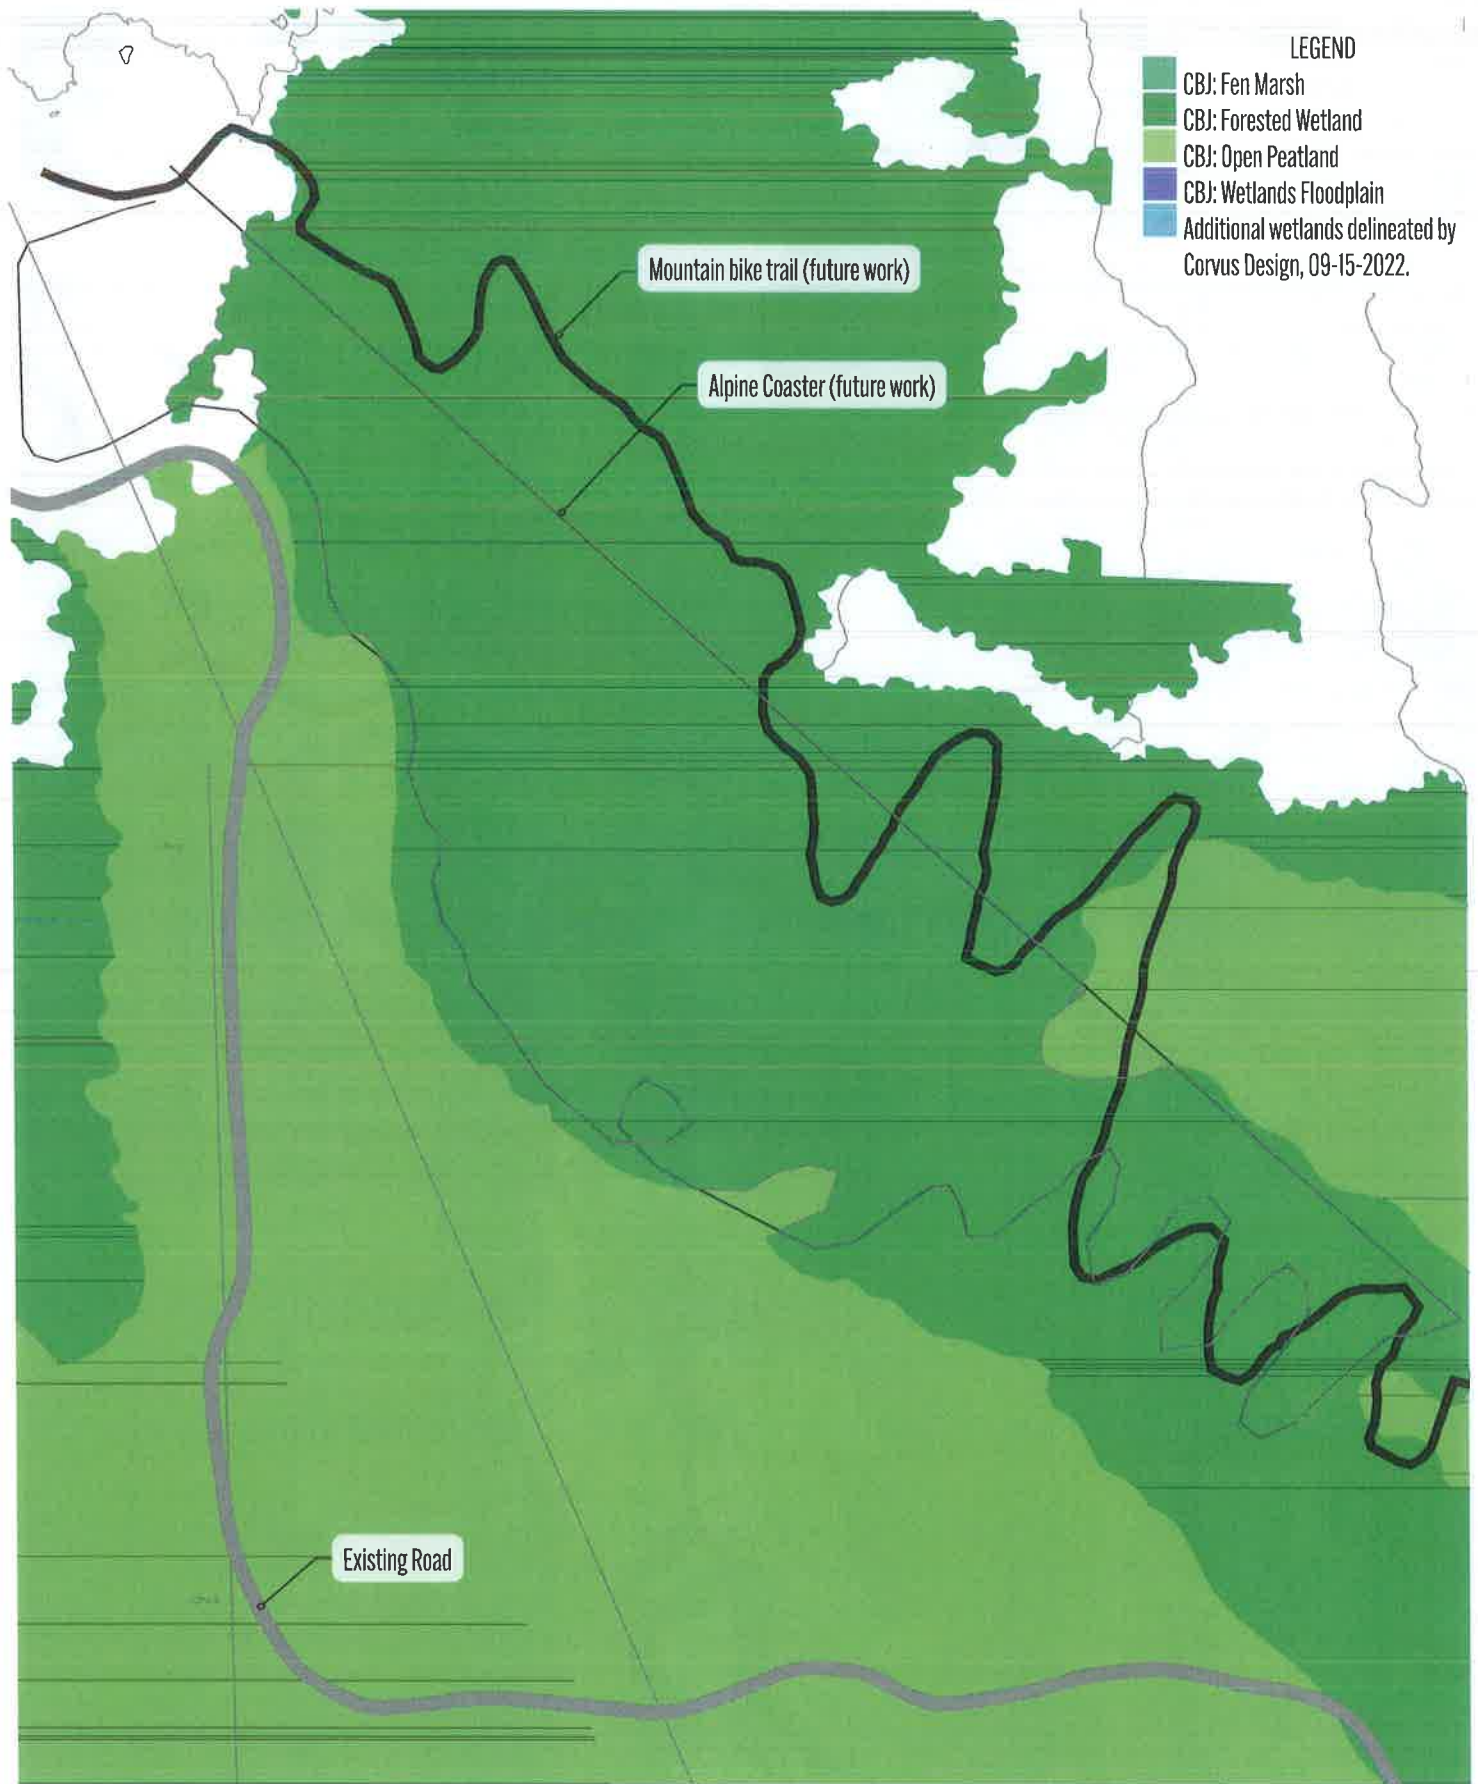 LEGEND
CBJ: Fen Marsh
CBJ: Forested Wetland
CBJ: Open Peatland
CBJ: Wetlands Floodplain
Additional wetlands delineated by
Corvus Design, 09-15-2022.
Mountain bike trail (future work)
Alpine Coaster (future work)
Existing Road